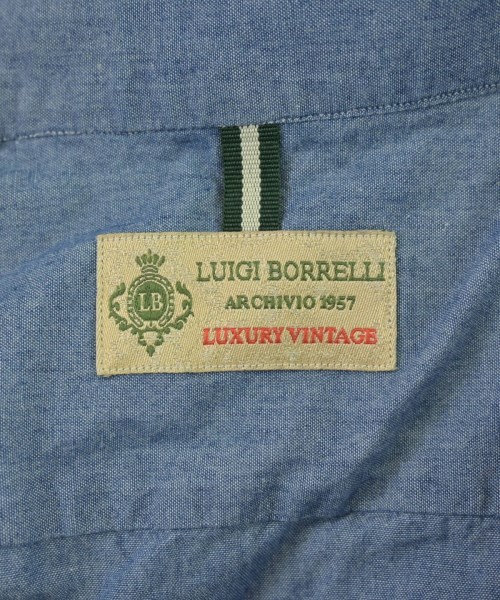 LB
LUIGI BORRELLI
ARCHIVIO 1957
LUXURY VINTAGE